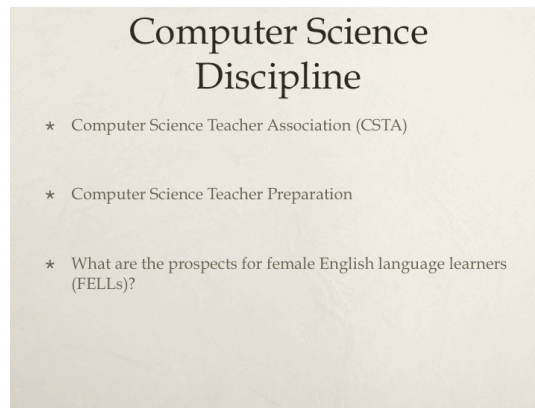 Computer Science
Discipline
* Computer Science Teacher Association (CSTA)
* Computer Science Teacher Preparation
* What are the prospects for female English language learners
(FELLs)?